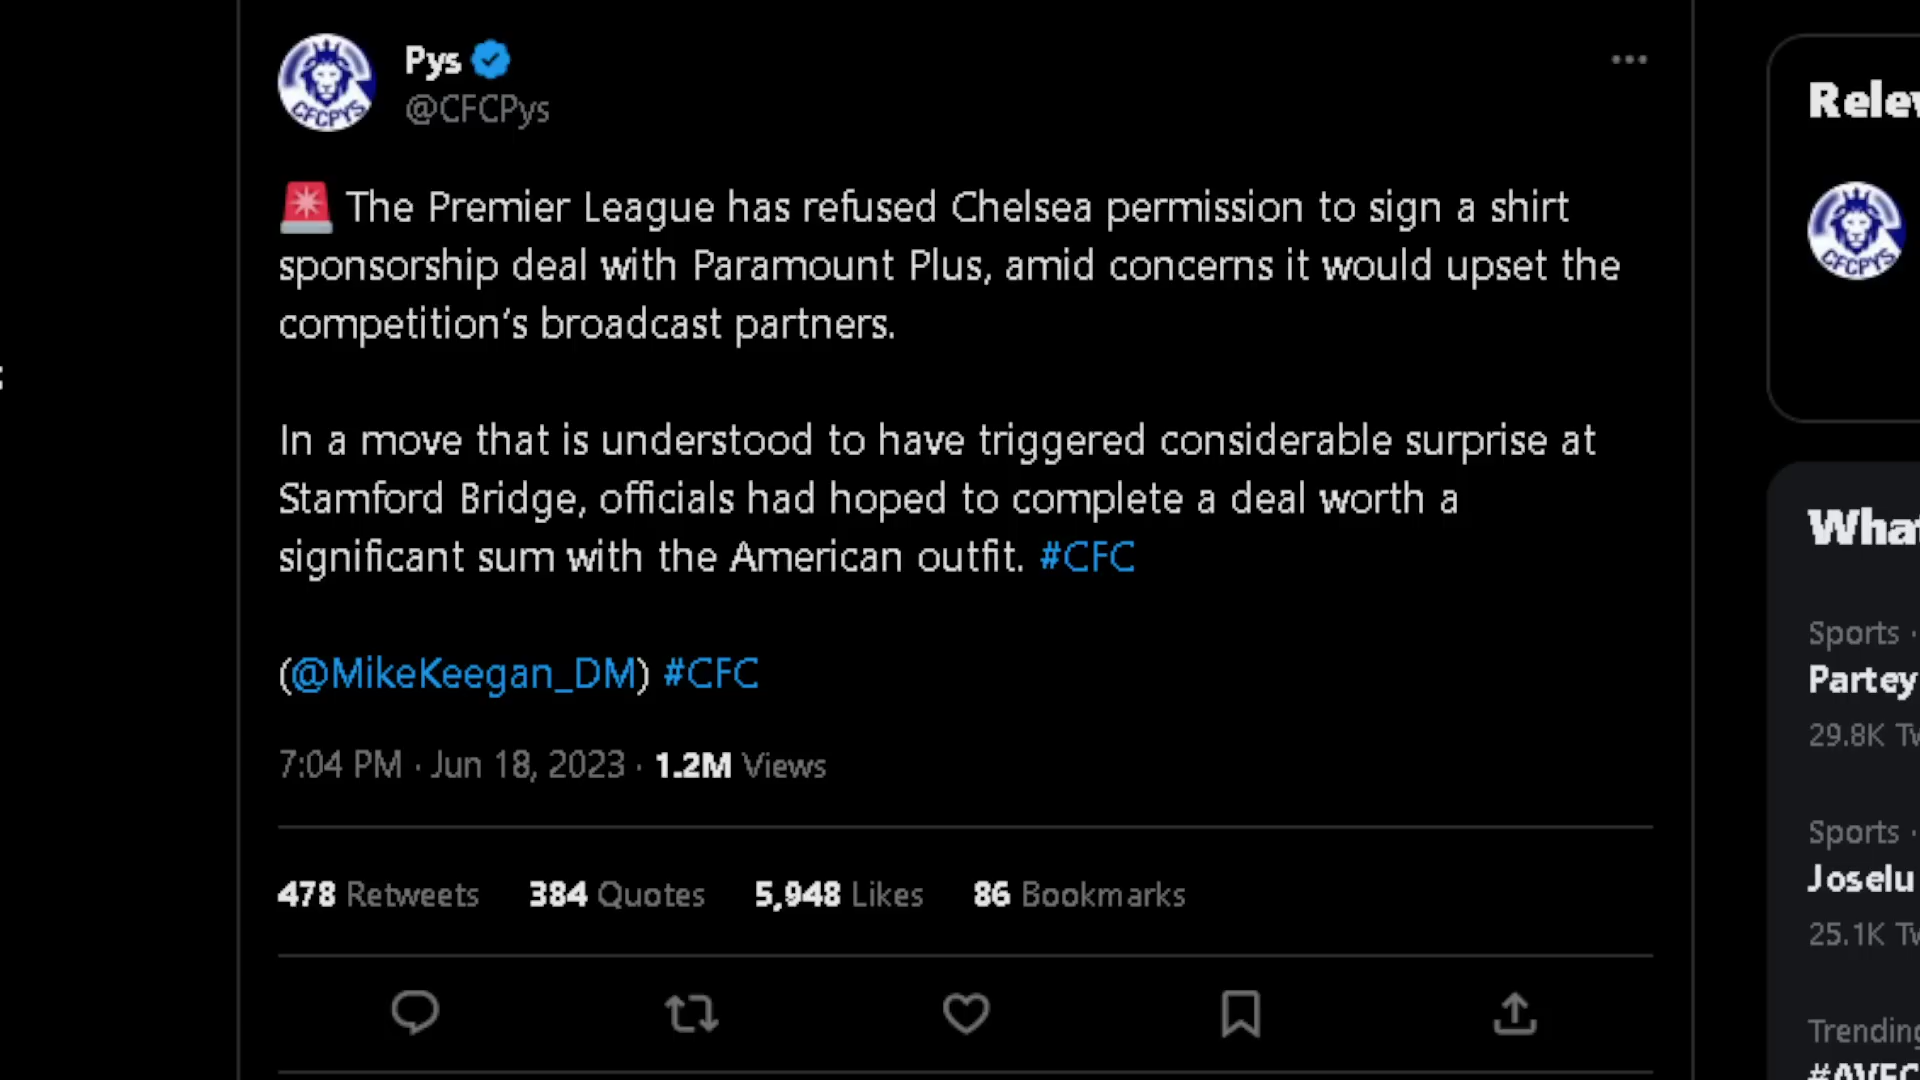 Pys
@CFCPys
The Premier League has refused Chelsea permission to sign a shirt
sponsorship deal with Paramount Plus, amid concerns it would upset the
competition's broadcast partners.
In a move that is understood to have triggered considerable surprise at
Stamford Bridge, officials had hoped to complete a deal worth a
significant sum with the American outfit. #CFC
(@MikeKeegan_DM) #CFC
7:04 PM · Jun 18, 2023 · 1.2M Views
478 Retweets 384 Quotes 5,948 Likes 86 Bookmarks
CFCPYS
CFCPYS
Sports ·
Partey
29.8K
Sports ·
Joselu
25.1K